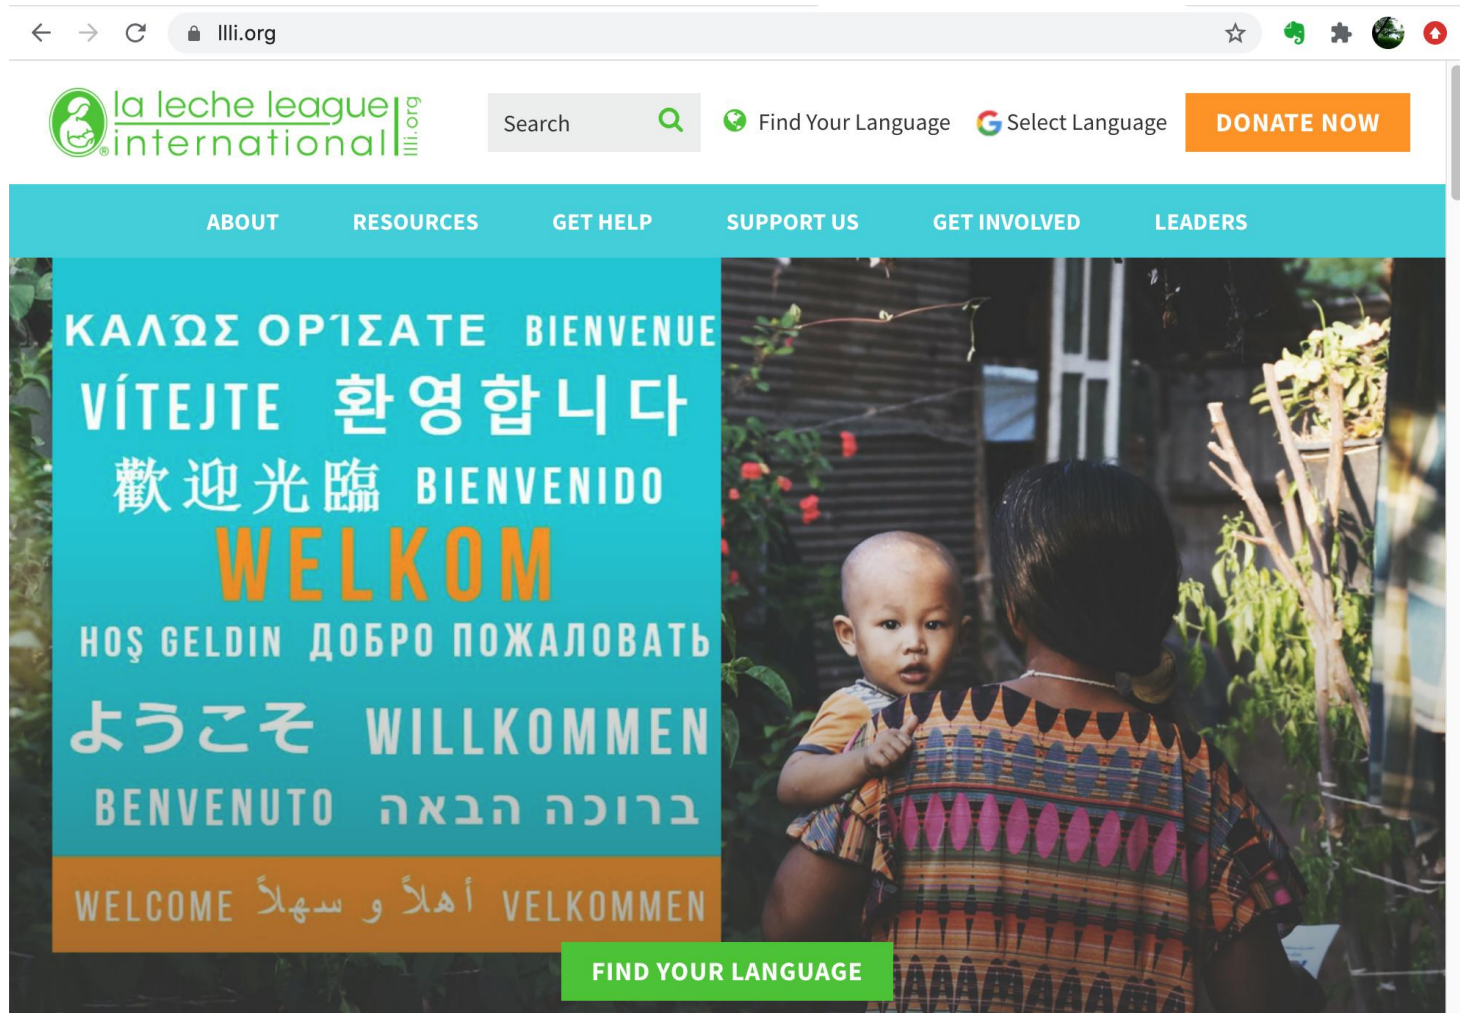 llli.org
la leche league
international
llli.org
Search
Find Your Language
Select Language
DONATE NOW
ABOUT RESOURCES GET HELP SUPPORT US GET INVOLVED LEADERS
ΚΑΛΏΣ ΟΡΊΣΑΤΕ BIENVENUE
VÍTEJTE 환영합니다
歡迎光臨 BIENVENIDO
WELKOM
HOŞ GELDIN ДОБРО ПОЖАЛОВАТЬ
ようこそ WILLKOMMEN
BENVENUTO ברוכה הבאה
WELCOME أهلاً و سهلاً VELKOMMEN
FIND YOUR LANGUAGE